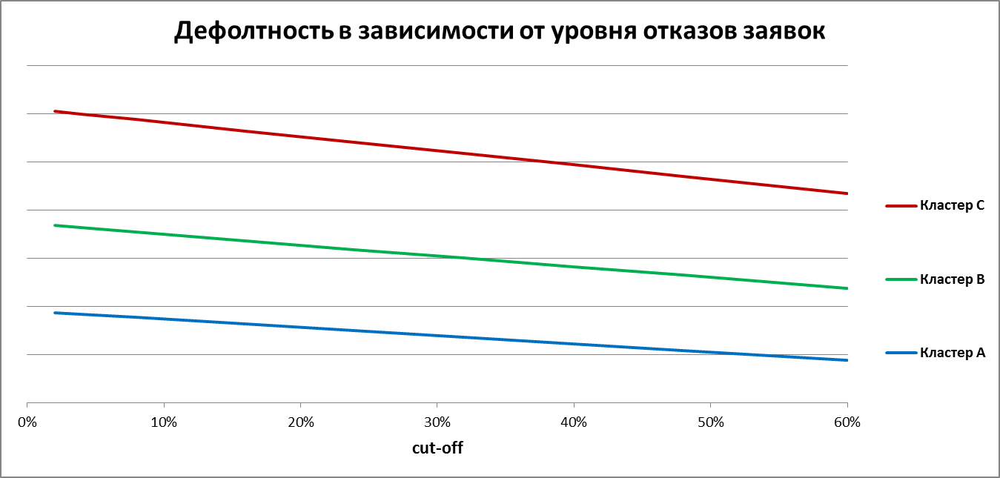 Дефолтность в зависимости от уровня отказов заявок
Кластер C
Кластер B
Кластер A
0% 10% 20% 30% 40% 50% 60%
cut-off